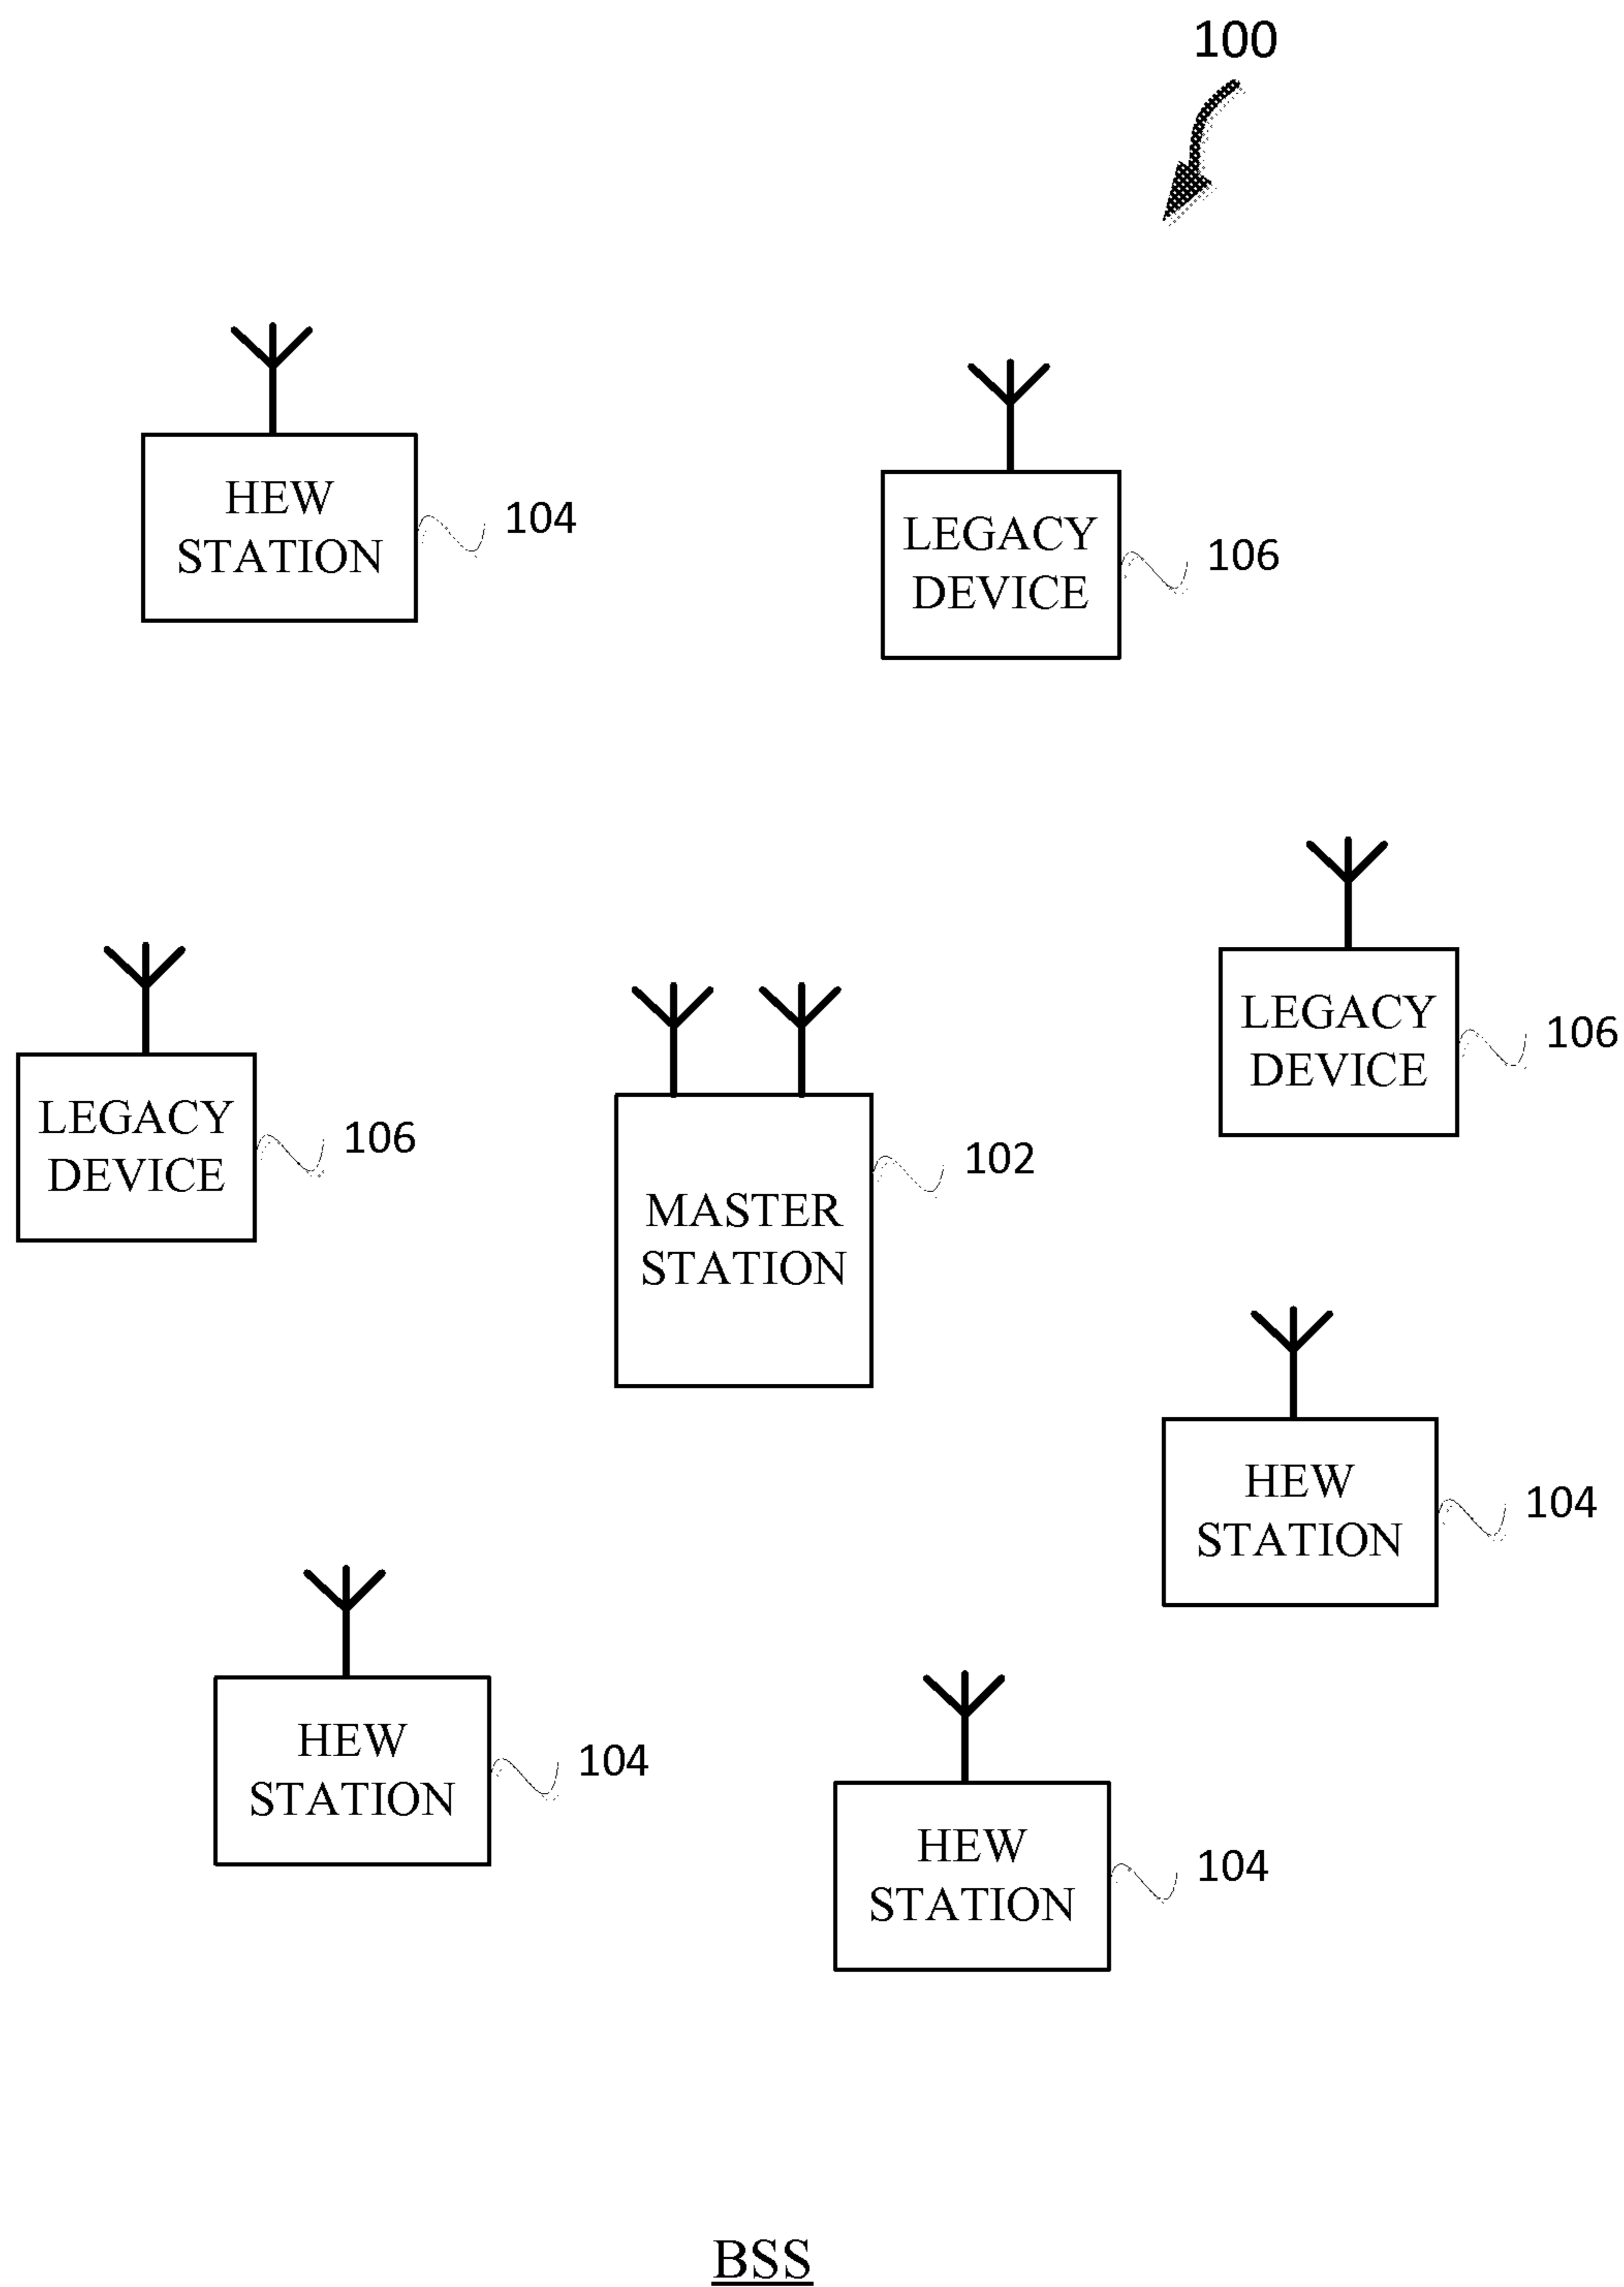 100
HEW
STATION
104
LEGACY
DEVICE
106
LEGACY
DEVICE
106
LEGACY
DEVICE
106
MASTER
STATION
102
HEW
STATION
104
HEW
STATION
104
HEW
STATION
104
BSS